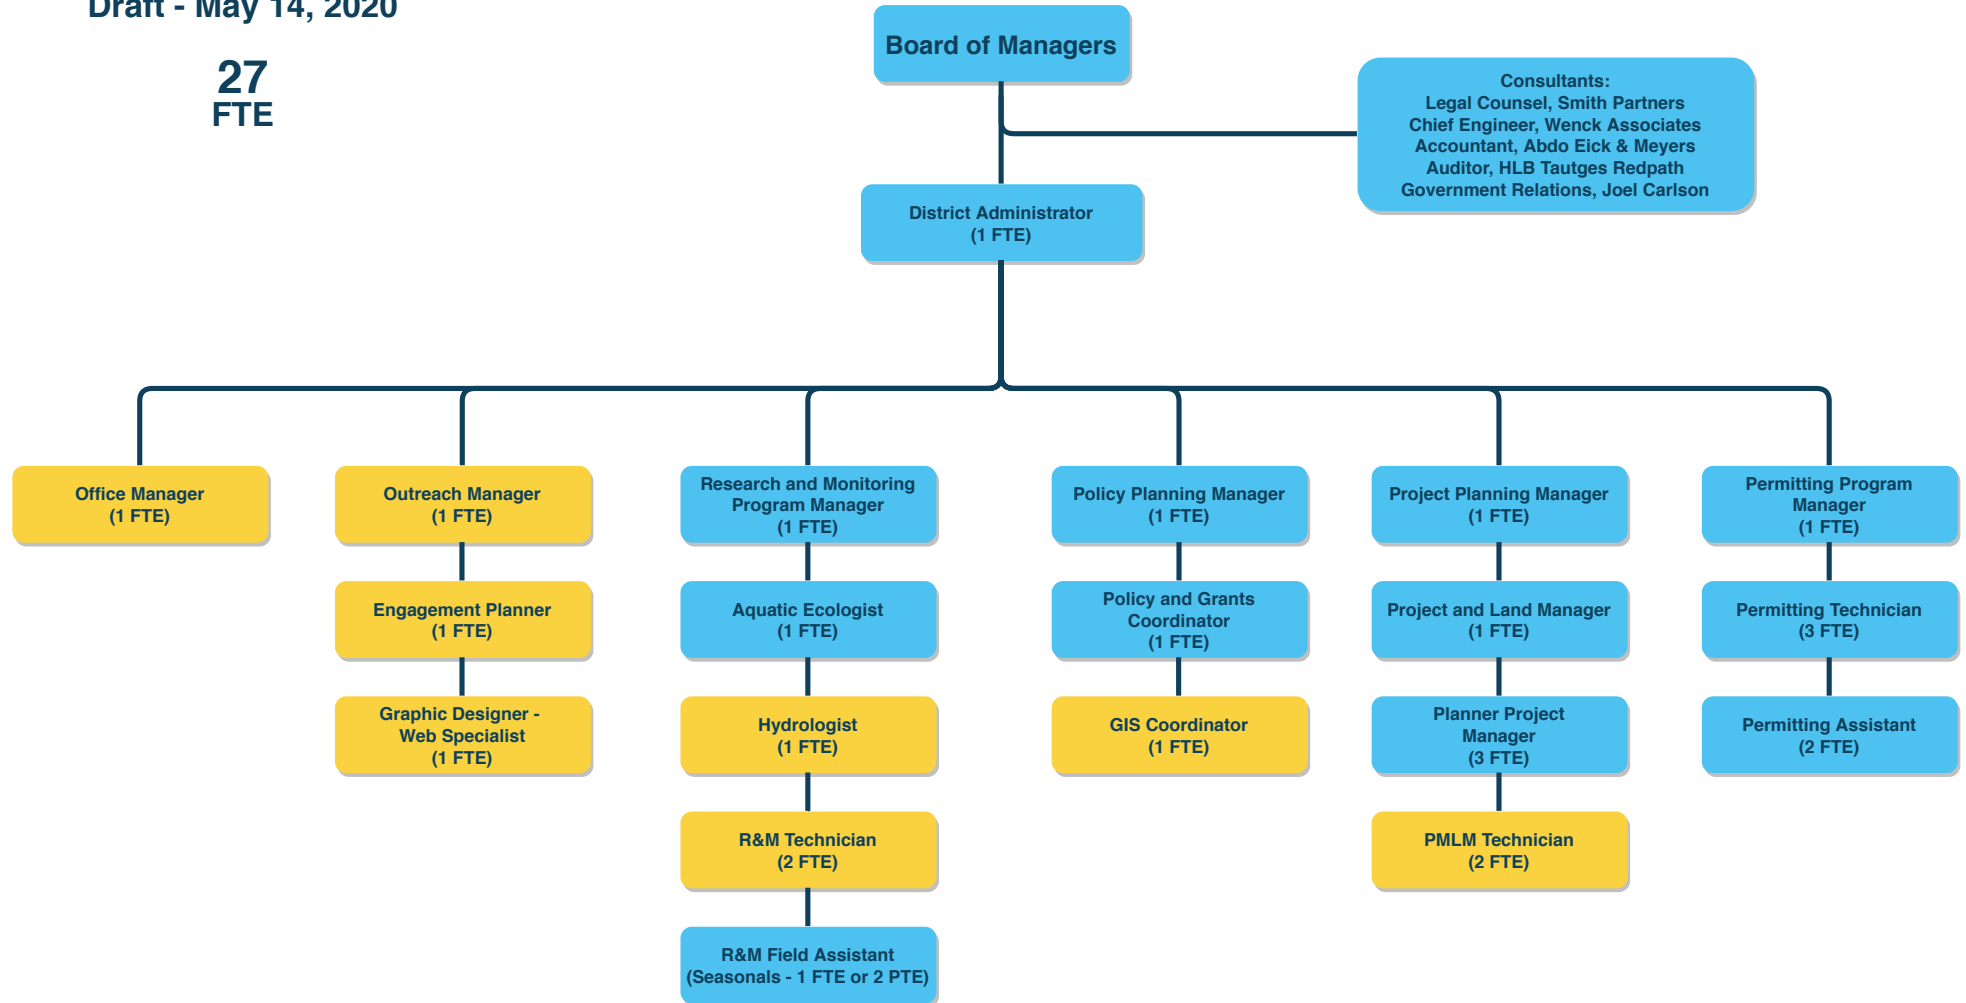 Draft - May 14, 2020
27
FTE
Board of Managers
Consultants:
Legal Counsel, Smith Partners
Chief Engineer, Wenck Associates
Accountant, Abdo Eick & Meyers
Auditor, HLB Tautges Redpath
Government Relations, Joel Carlson
District Administrator
(1 FTE)
Office Manager
(1 FTE)
Outreach Manager
(1 FTE)
Engagement Planner
(1 FTE)
Graphic Designer -
Web Specialist
(1 FTE)
Research and Monitoring
Program Manager
(1 FTE)
Aquatic Ecologist
(1 FTE)
Hydrologist
(1 FTE)
R&M Technician
(2 FTE)
R&M Field Assistant
(Seasonals - 1 FTE or 2 PTE)
Policy Planning Manager
(1 FTE)
Policy and Grants
Coordinator
(1 FTE)
GIS Coordinator
(1 FTE)
Project Planning Manager
(1 FTE)
Project and Land Manager
(1 FTE)
Planner Project
Manager
(3 FTE)
PMLM Technician
(2 FTE)
Permitting Program
Manager
(1 FTE)
Permitting Technician
(3 FTE)
Permitting Assistant
(2 FTE)